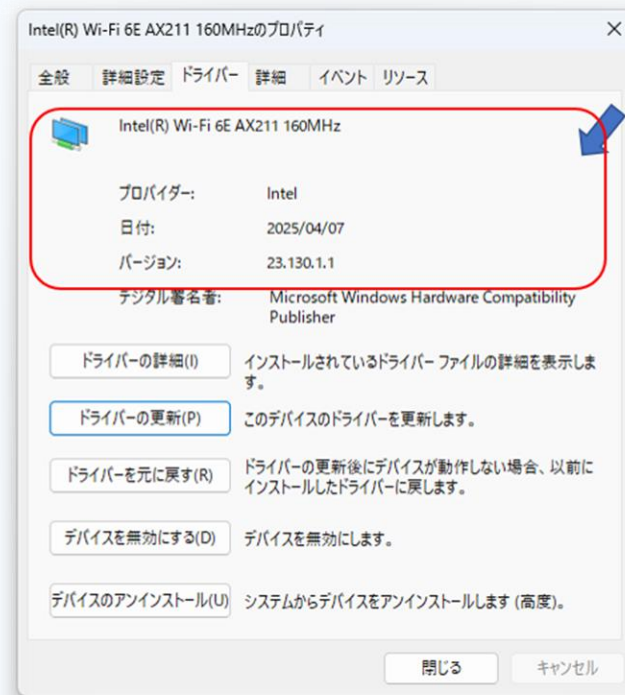 Intel(R) Wi-Fi 6E AX211 160MHzのプロパティ
全般 詳細設定 ドライバー 詳細 イベント リソース
Intel(R) Wi-Fi 6E AX211 160MHz
プロバイダー: Intel
日付: 2025/04/07
バージョン: 23.130.1.1
デジタル署名者: Microsoft Windows Hardware Compatibility
Publisher
ドライバーの詳細(I) インストールされているドライバー ファイルの詳細を表示しま
す。
ドライバーの更新(P) このデバイスのドライバーを更新します。
ドライバーを元に戻す(R) ドライバーの更新後にデバイスが動作しない場合、以前に
インストールしたドライバーに戻します。
デバイスを無効にする(D) デバイスを無効にします。
デバイスのアンインストール(U) システムからデバイスをアンインストールします (高度)。
閉じる キャンセル